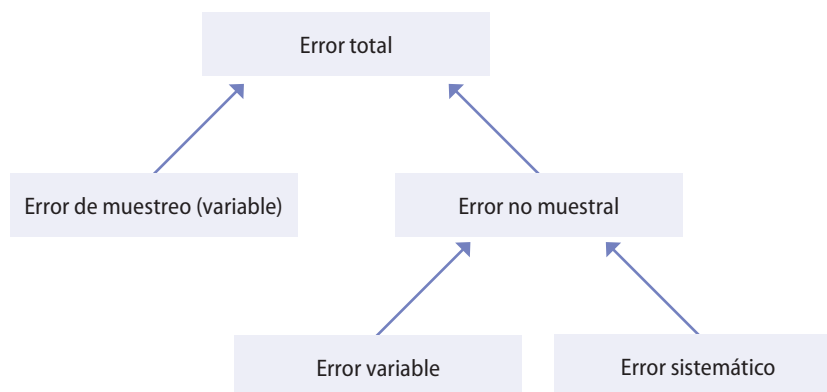 Error total
Error de muestreo (variable)
Error no muestral
Error variable
Error sistemático